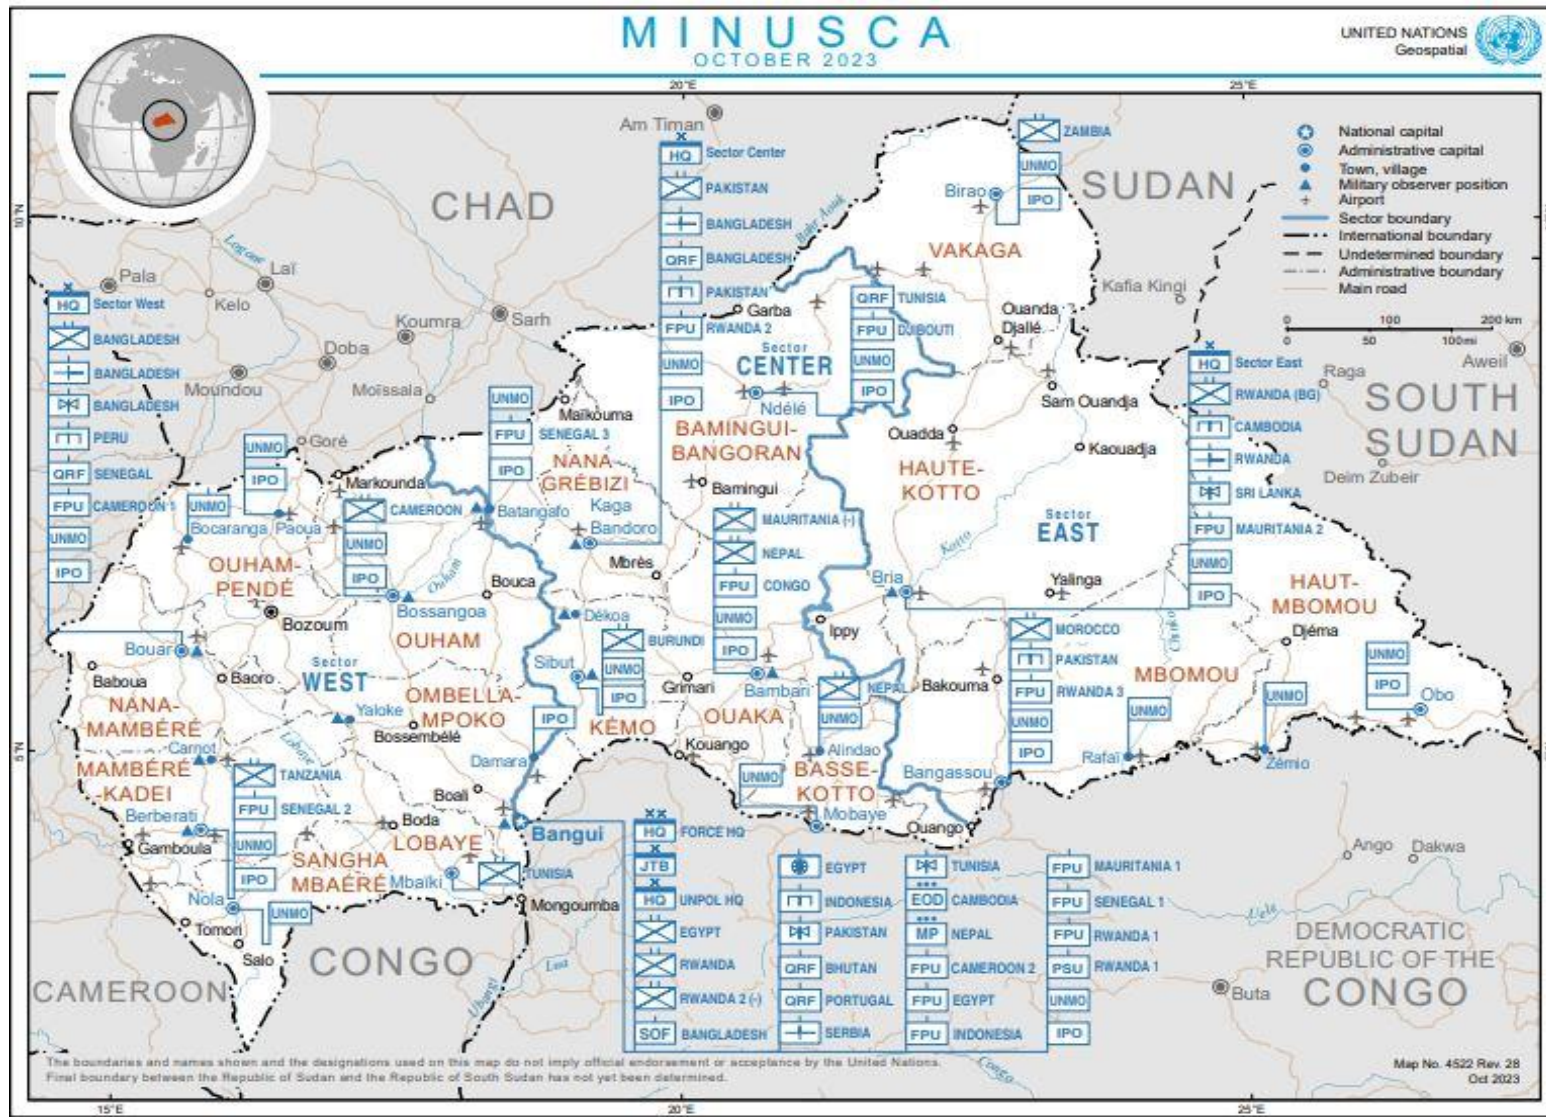 MINUSCA
OCTOBER 2023
UNITED NATIONS
Geospatial
20°E
25°E
10°N
5°N
15°E
20°E
25°E
National capital
Administrative capital
Town, village
Military observer position
Airport
Sector boundary
International boundary
Undetermined boundary
Administrative boundary
Main road
0 100 200 km
0 50 100mi
CHAD
SUDAN
SOUTH
SUDAN
DEMOCRATIC
REPUBLIC OF THE
CONGO
CONGO
CAMEROON
Am Timan
Pala
Kelo
Laï
Logone
Koumra
Sarh
Doba
Moundou
Moïssala
Goré
Bahr Aouk
Kafia Kingi
Raga
Aweil
Deim Zubeir
Ango
Dakwa
Buta
Uele
Congo
Ubangi
Lua
HQ Sector West
BANGLADESH
BANGLADESH
BANGLADESH
PERU
QRF SENEGAL
FPU CAMEROON 1
UNMO
IPO
UNMO
IPO
UNMO
Bocaranga
Paoua
Markounda
CAMEROON
UNMO
IPO
Bossangoa
Ouham
Bouca
OUHAM-
PENDÉ
Bozoum
OUHAM
Bouar
Baboua
Baoro
Sector
WEST
NANA-
MAMBÉRÉ
OMBELLA-
MPOKO
Yaloke
Bossembélé
Lobaye
Carnot
MAMBÉRÉ
-KADEI
TANZANIA
FPU SENEGAL 2
UNMO
IPO
Berberati
Gamboula
SANGHA
MBAÉRÉ
Nola
UNMO
Tomori
Salo
Boda
Boali
LOBAYE
Mbaïki
TUNISIA
Mongoumba
Damara
IPO
Bangui
UNMO
FPU SENEGAL 3
IPO
Batangafo
Maïkouma
NANA
GRÉBIZI
Kaga
Bandoro
Mbrès
Dékoa
BURUNDI
UNMO
IPO
Sibut
KÉMO
Grimari
HQ Sector Center
PAKISTAN
BANGLADESH
QRF BANGLADESH
PAKISTAN
FPU RWANDA 2
UNMO
IPO
Garba
Sector
CENTER
Ndélé
BAMINGUI-
BANGORAN
Bamingui
QRF TUNISIA
FPU DJIBOUTI
UNMO
IPO
MAURITANIA (-)
NEPAL
FPU CONGO
UNMO
IPO
Bambari
OUAKA
Kouango
Ippy
NEPAL
UNMO
Alindao
BASSE-
KOTTO
UNMO
Mobaye
ZAMBIA
UNMO
IPO
Birao
VAKAGA
Ouanda
Djallé
Sam Ouandja
Ouadda
Kaouadja
HAUTE-
KOTTO
Sector
EAST
Kotto
Bria
Yalinga
HQ Sector East
RWANDA (BG)
CAMBODIA
RWANDA
SRI LANKA
FPU MAURITANIA 2
UNMO
IPO
HAUT-
MBOMOU
Djéma
MOROCCO
PAKISTAN
FPU RWANDA 3
UNMO
IPO
Bakouma
MBOMOU
Bangassou
Ouango
UNMO
Rafaï
UNMO
Zémio
UNMO
IPO
Obo
HQ FORCE HQ
JTB
HQ UNPOL HQ
EGYPT
RWANDA
RWANDA 2 (-)
SOF BANGLADESH
EGYPT
INDONESIA
PAKISTAN
QRF BHUTAN
QRF PORTUGAL
SERBIA
TUNISIA
EOD CAMBODIA
MP NEPAL
FPU CAMEROON 2
FPU EGYPT
FPU INDONESIA
FPU MAURITANIA 1
FPU SENEGAL 1
FPU RWANDA 1
PSU RWANDA 1
UNMO
IPO
The boundaries and names shown and the designations used on this map do not imply official endorsement or acceptance by the United Nations.
Final boundary between the Republic of Sudan and the Republic of South Sudan has not yet been determined.
Map No. 4522 Rev. 28
Oct 2023